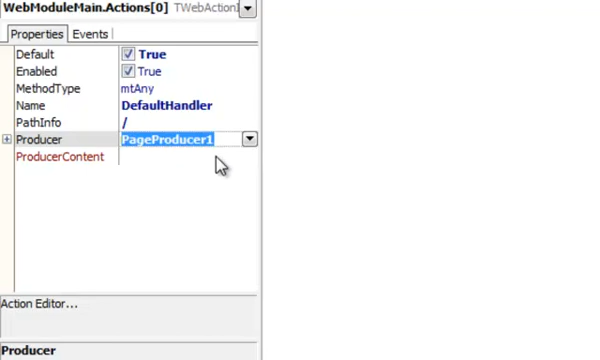 WebModuleMain.Actions[0] TWebActionI
Properties Events
Default True
Enabled True
MethodType mtAny
Name DefaultHandler
PathInfo /
Producer PageProducer1
ProducerContent
Action Editor...
Producer